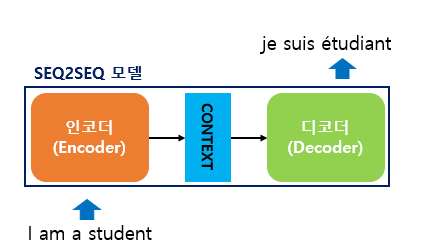 je suis étudiant
SEQ2SEQ 모델
인코더
(Encoder)
CONTEXT
디코더
(Decoder)
I am a student